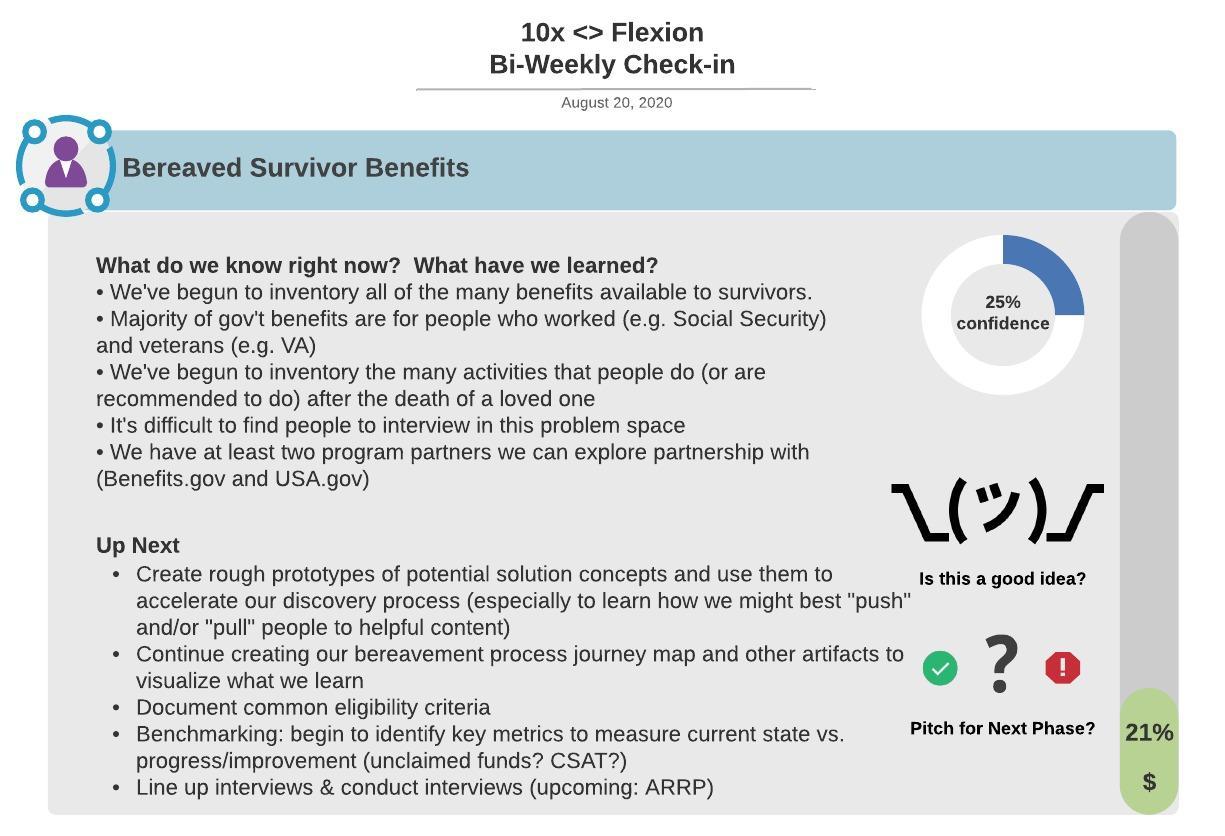 10x <> Flexion
Bi-Weekly Check-in
August 20, 2020
Bereaved Survivor Benefits
What do we know right now?  What have we learned?
• We've begun to inventory all of the many benefits available to survivors.
• Majority of gov't benefits are for people who worked (e.g. Social Security)
and veterans (e.g. VA)
• We've begun to inventory the many activities that people do (or are
recommended to do) after the death of a loved one
• It's difficult to find people to interview in this problem space
• We have at least two program partners we can explore partnership with
(Benefits.gov and USA.gov)
25%
confidence
¯\_(ツ)_/¯
Is this a good idea?
Up Next
• Create rough prototypes of potential solution concepts and use them to
accelerate our discovery process (especially to learn how we might best "push"
and/or "pull" people to helpful content)
• Continue creating our bereavement process journey map and other artifacts to
visualize what we learn
• Document common eligibility criteria
• Benchmarking: begin to identify key metrics to measure current state vs.
progress/improvement (unclaimed funds? CSAT?)
• Line up interviews & conduct interviews (upcoming: ARRP)
?
!
Pitch for Next Phase?
21%
$